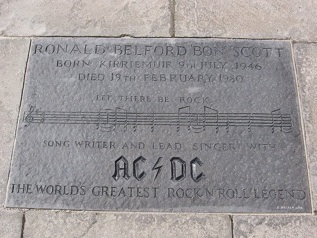 RONALD BELFORD BON SCOTT
BORN KIRRIEMUIR 9TH JULY 1946
DIED 19TH FEBRUARY 1980
LET THERE BE ROCK
SONG WRITER AND LEAD SINGER WITH
AC⚡DC
THE WORLD'S GREATEST ROCK N ROLL LEGEND